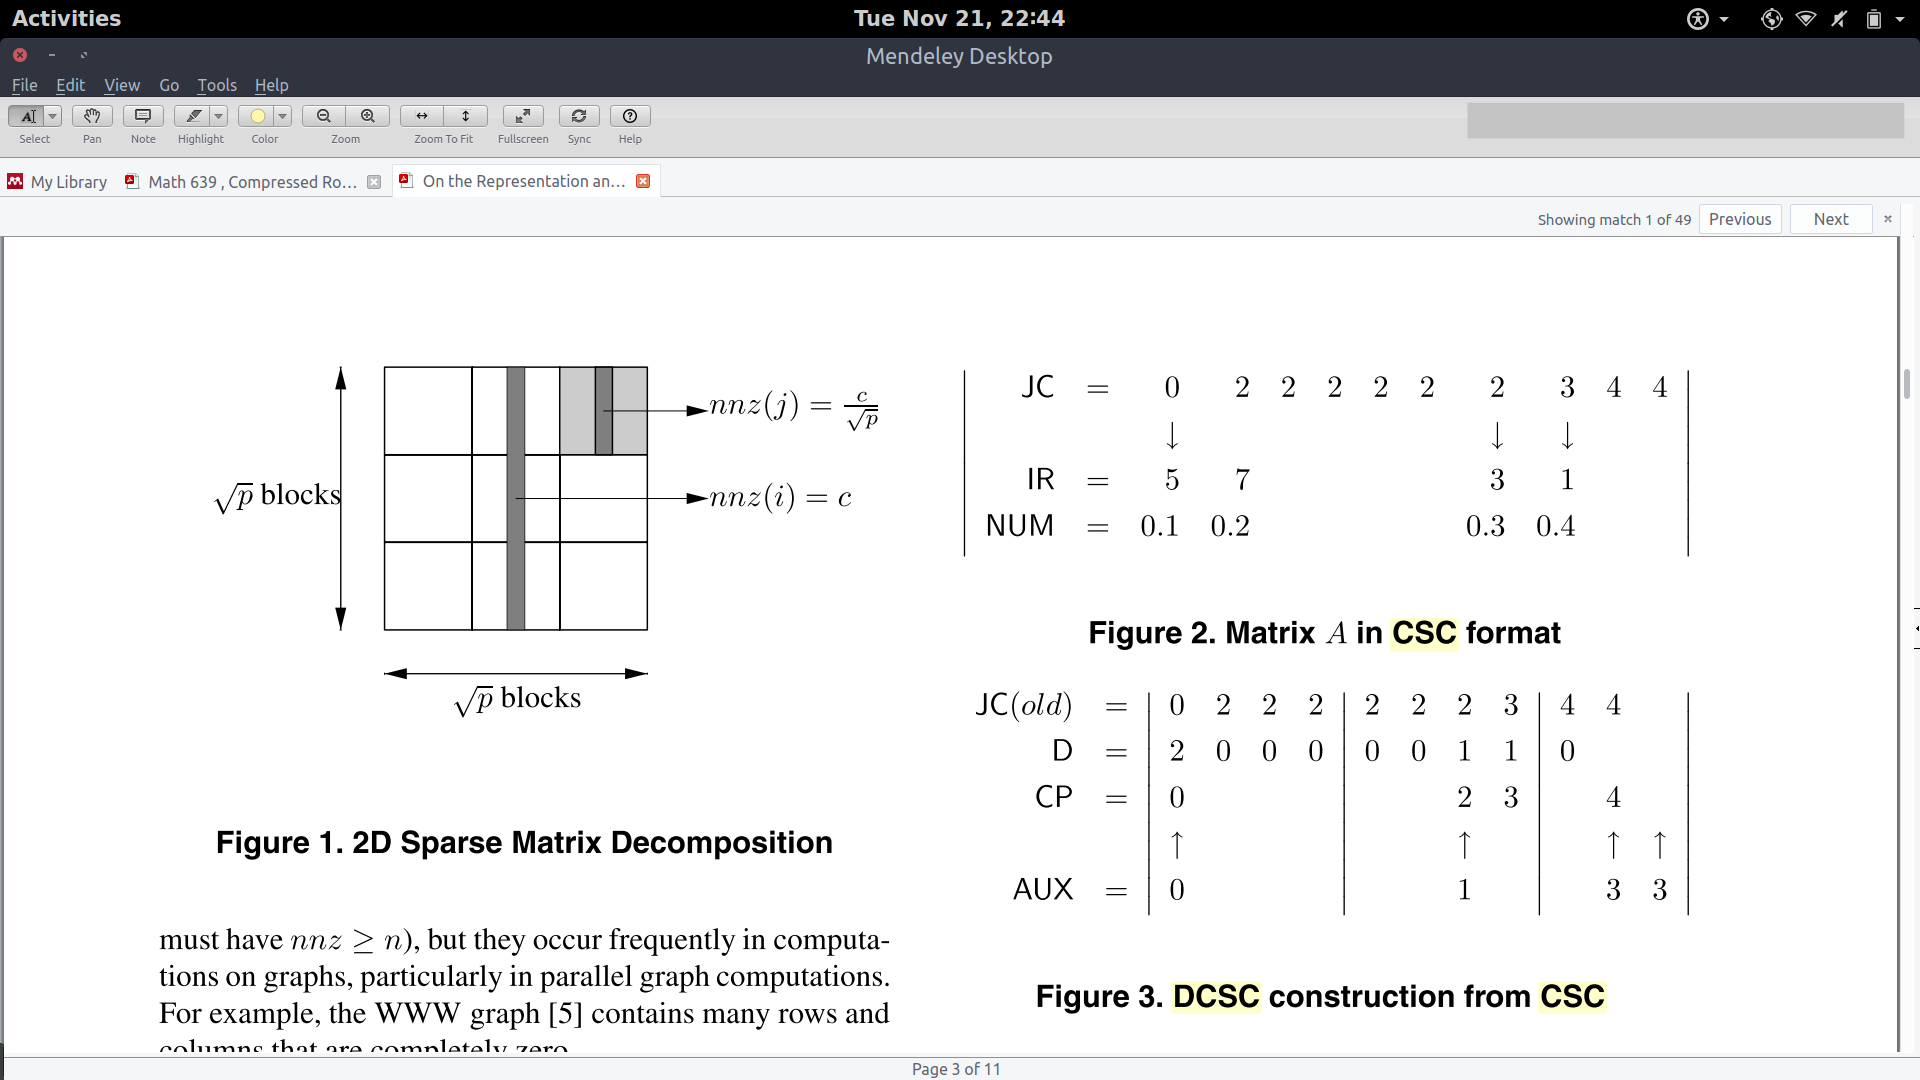 Activities
Tue Nov 21, 22:44
Mendeley Desktop
File Edit View Go Tools Help
Select Pan Note Highlight Color Zoom Zoom To Fit Fullscreen Sync Help
My Library
Math 639 , Compressed Ro...
On the Representation an...
Showing match 1 of 49
Previous
Next
√p blocks
nnz(j) = c/√p
nnz(i) = c
√p blocks
Figure 1. 2D Sparse Matrix Decomposition
must have nnz ≥ n), but they occur frequently in computa-
tions on graphs, particularly in parallel graph computations.
For example, the WWW graph [5] contains many rows and
columns that are completely zero
JC = 0 2 2 2 2 2 2 3 4 4
↓ ↓ ↓
IR = 5 7 3 1
NUM = 0.1 0.2 0.3 0.4
Figure 2. Matrix A in CSC format
JC(old) = 0 2 2 2 2 2 2 3 4 4
D = 2 0 0 0 0 0 1 1 0
CP = 0 2 3 4
↑ ↑ ↑ ↑
AUX = 0 1 3 3
Figure 3. DCSC construction from CSC
Page 3 of 11